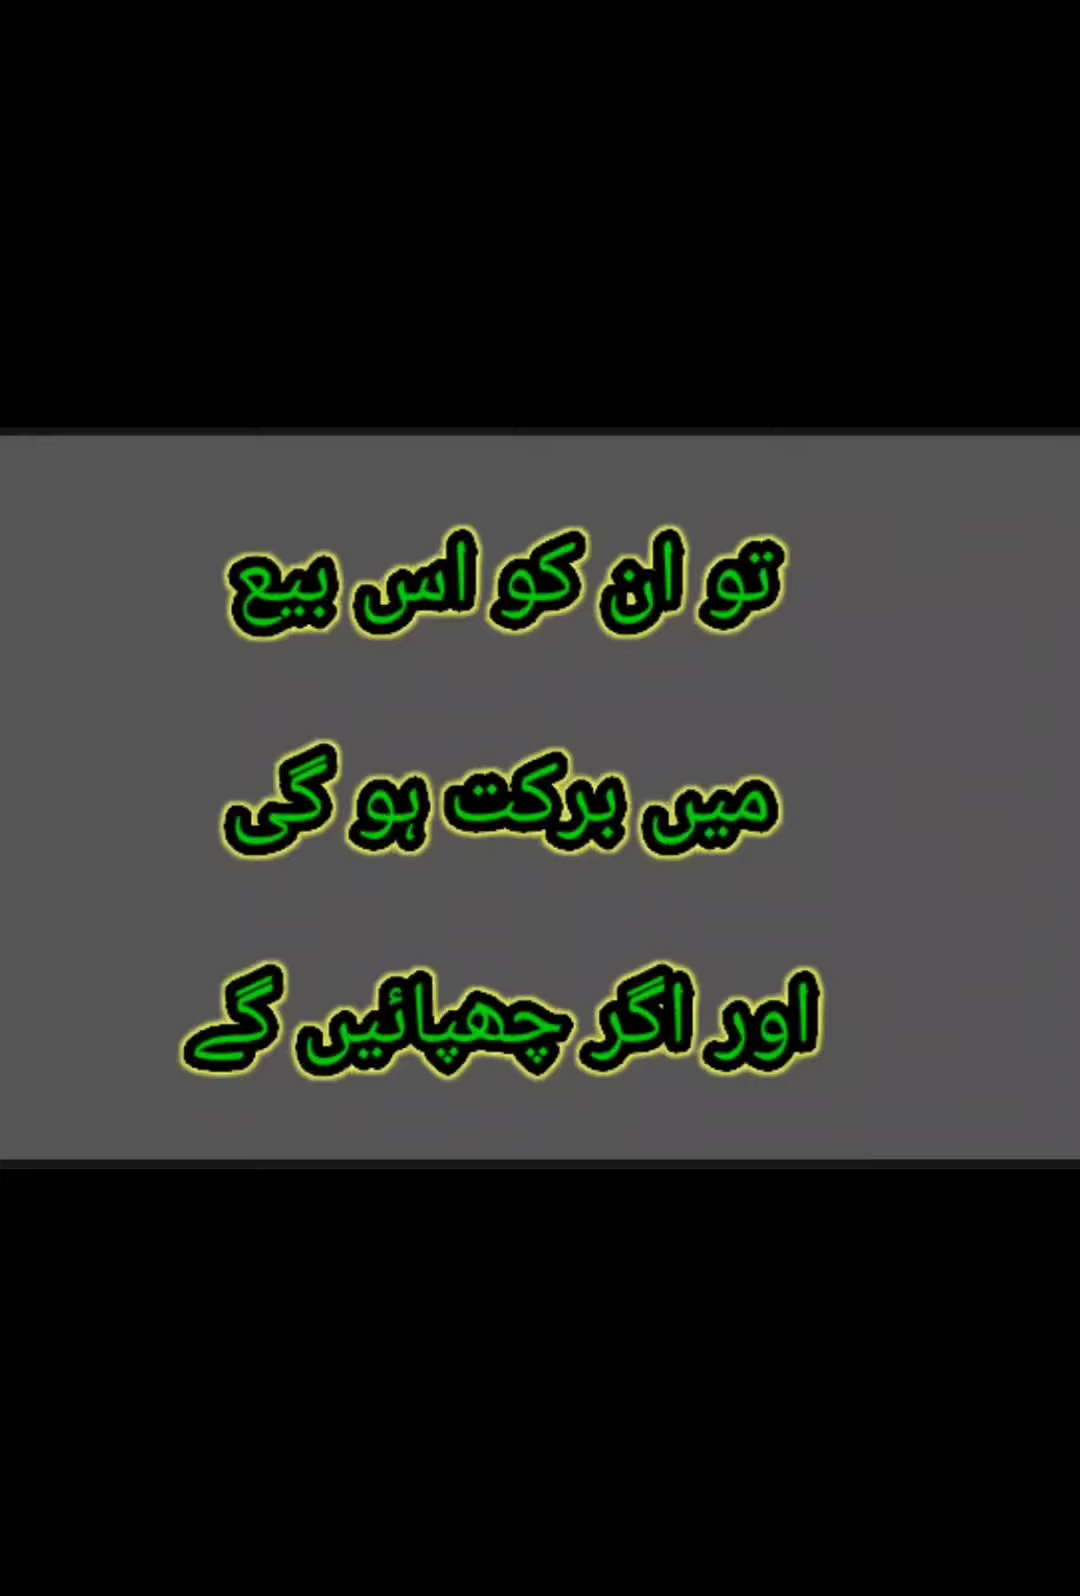 تو ان کو اس بیع
میں برکت ہو گی
اور اگر چھپائیں گے